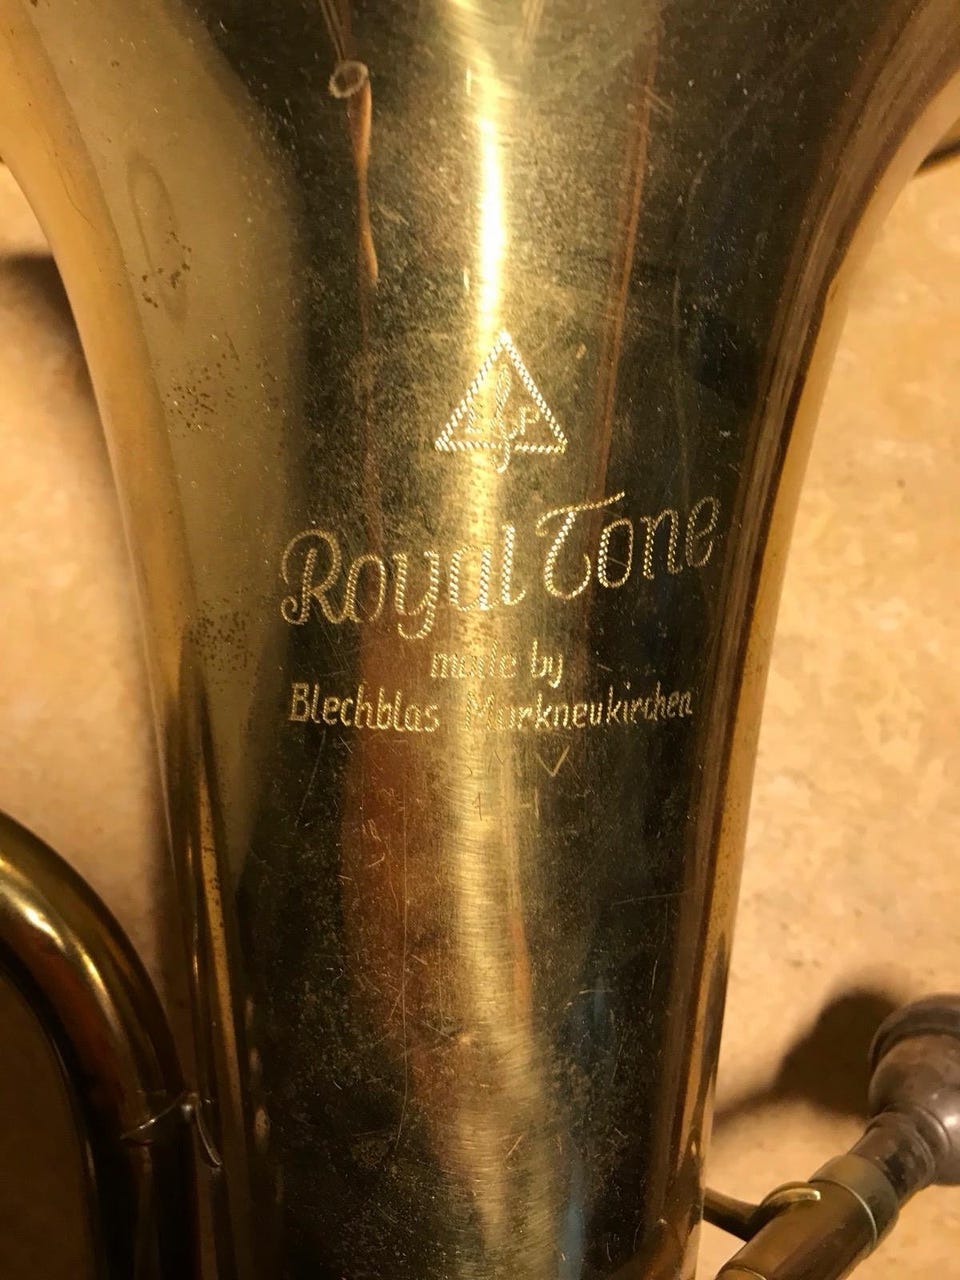 Royal Tone
made by
Blechblas Markneukirchen